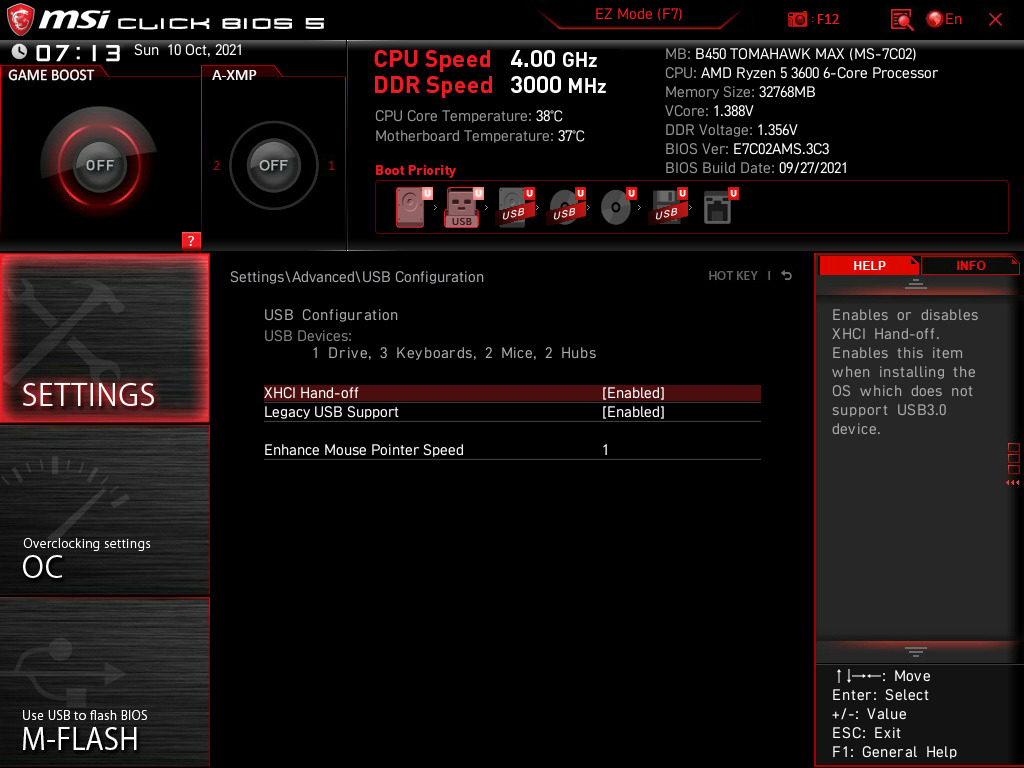 msi CLICK BIOS 5
EZ Mode (F7)
: F12
En
07:13 Sun 10 Oct, 2021
GAME BOOST
OFF
?
A-XMP
2 OFF 1
CPU Speed 4.00 GHz
DDR Speed 3000 MHz
CPU Core Temperature: 38°C
Motherboard Temperature: 37°C
MB: B450 TOMAHAWK MAX (MS-7C02)
CPU: AMD Ryzen 5 3600 6-Core Processor
Memory Size: 32768MB
VCore: 1.388V
DDR Voltage: 1.356V
BIOS Ver: E7C02AMS.3C3
BIOS Build Date: 09/27/2021
Boot Priority
U U U U U U U
USB USB USB USB
SETTINGS
Overclocking settings
OC
Use USB to flash BIOS
M-FLASH
Settings\Advanced\USB Configuration
HOT KEY |
USB Configuration
USB Devices:
1 Drive, 3 Keyboards, 2 Mice, 2 Hubs
XHCI Hand-off [Enabled]
Legacy USB Support [Enabled]
Enhance Mouse Pointer Speed 1
HELP INFO
Enables or disables
XHCI Hand-off.
Enables this item
when installing the
OS which does not
support USB3.0
device.
↑↓→←: Move
Enter: Select
+/-: Value
ESC: Exit
F1: General Help